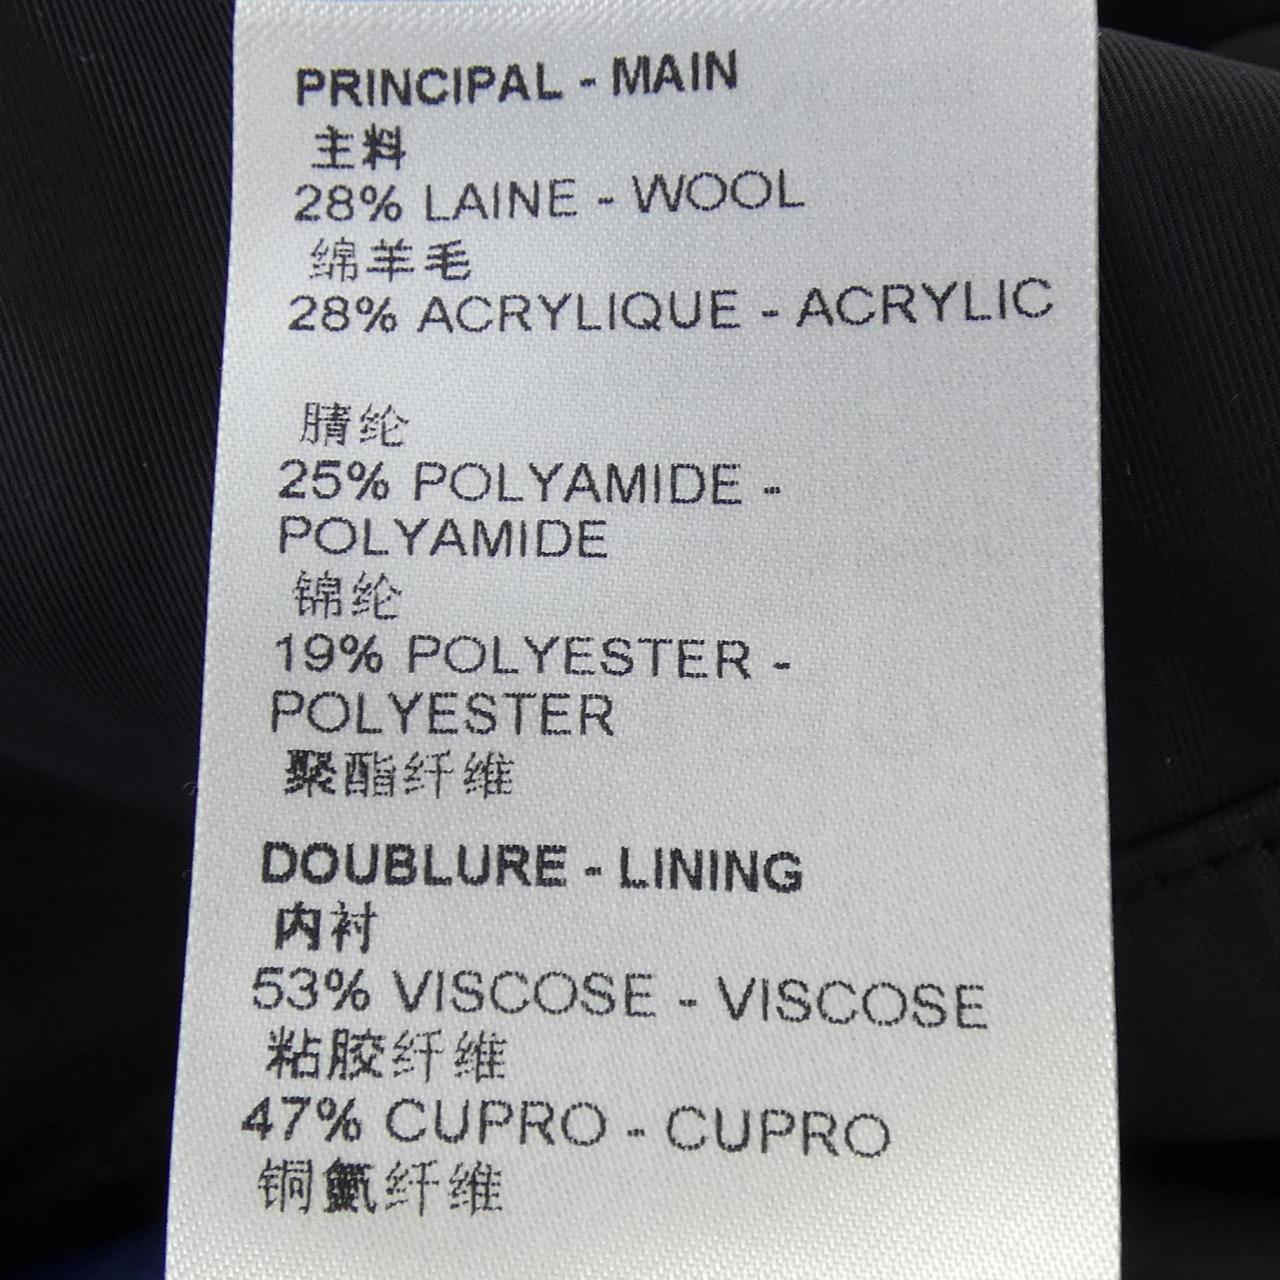 PRINCIPAL - MAIN
主料
28% LAINE - WOOL
绵羊毛
28% ACRYLIQUE - ACRYLIC
腈纶
25% POLYAMIDE -
POLYAMIDE
锦纶
19% POLYESTER -
POLYESTER
聚酯纤维
DOUBLURE - LINING
内衬
53% VISCOSE - VISCOSE
粘胶纤维
47% CUPRO - CUPRO
铜氨纤维